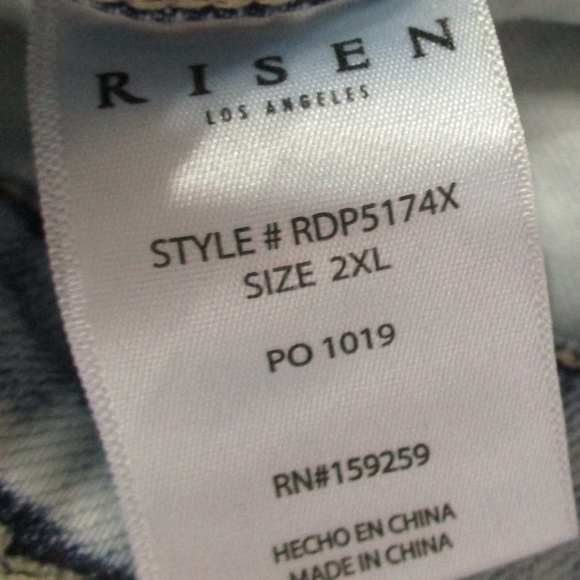 RISEN
LOS ANGELES
STYLE # RDP5174X
SIZE 2XL
PO 1019
RN#159259
HECHO EN CHINA
MADE IN CHINA